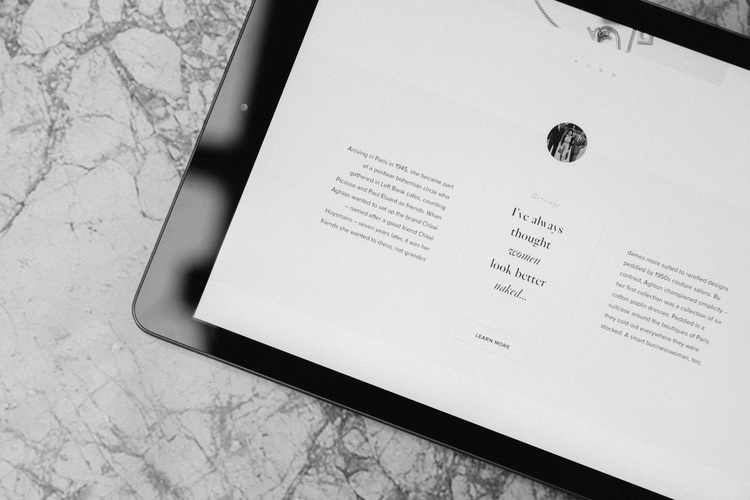 Arriving in Paris in 1945, she became part
of a postwar bohemian circle who
gathered in Left Bank cafes, counting
Picasso and Paul Eluard as friends. When
Aghion wanted to set up the brand Chloé
– named after a good friend Chloé
Huysmans – seven years later, it was her
friends she wanted to dress, not grandes
Heritage
I've always
thought
women
look better
naked...
LEARN MORE
dames more suited to rarefied designs
peddled by 1950s couture salons. By
contrast, Aghion championed simplicity –
her first collection was a collection of six
cotton poplin dresses. Peddled in a
suitcase around the boutiques of Paris,
they sold out everywhere they were
stocked. A smart businesswoman, too,